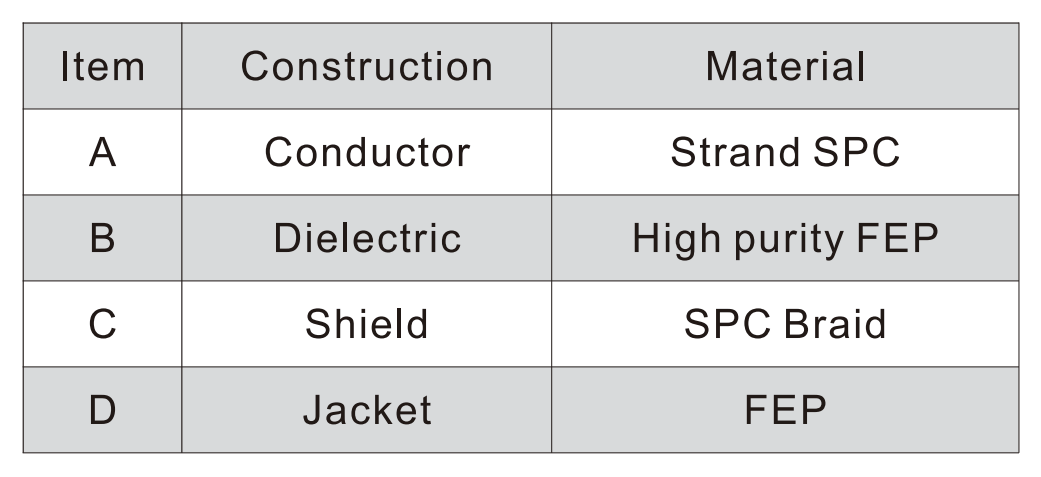 Item Construction Material
A Conductor Strand SPC
B Dielectric High purity FEP
C Shield SPC Braid
D Jacket FEP